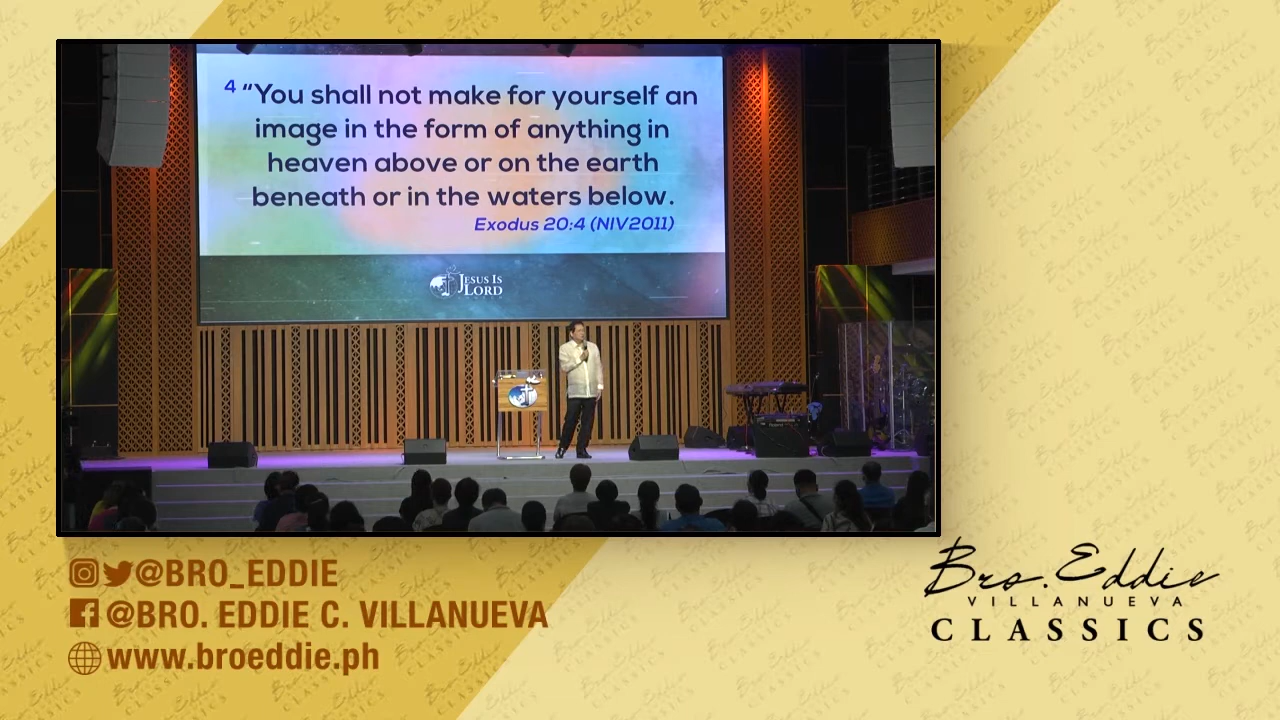 4 “You shall not make for yourself an
image in the form of anything in
heaven above or on the earth
beneath or in the waters below.
Exodus 20:4 (NIV2011)
JESUS IS
LORD
@BRO_EDDIE
@BRO. EDDIE C. VILLANUEVA
www.broeddie.ph
Bro. Eddie
VILLANUEVA
CLASSICS